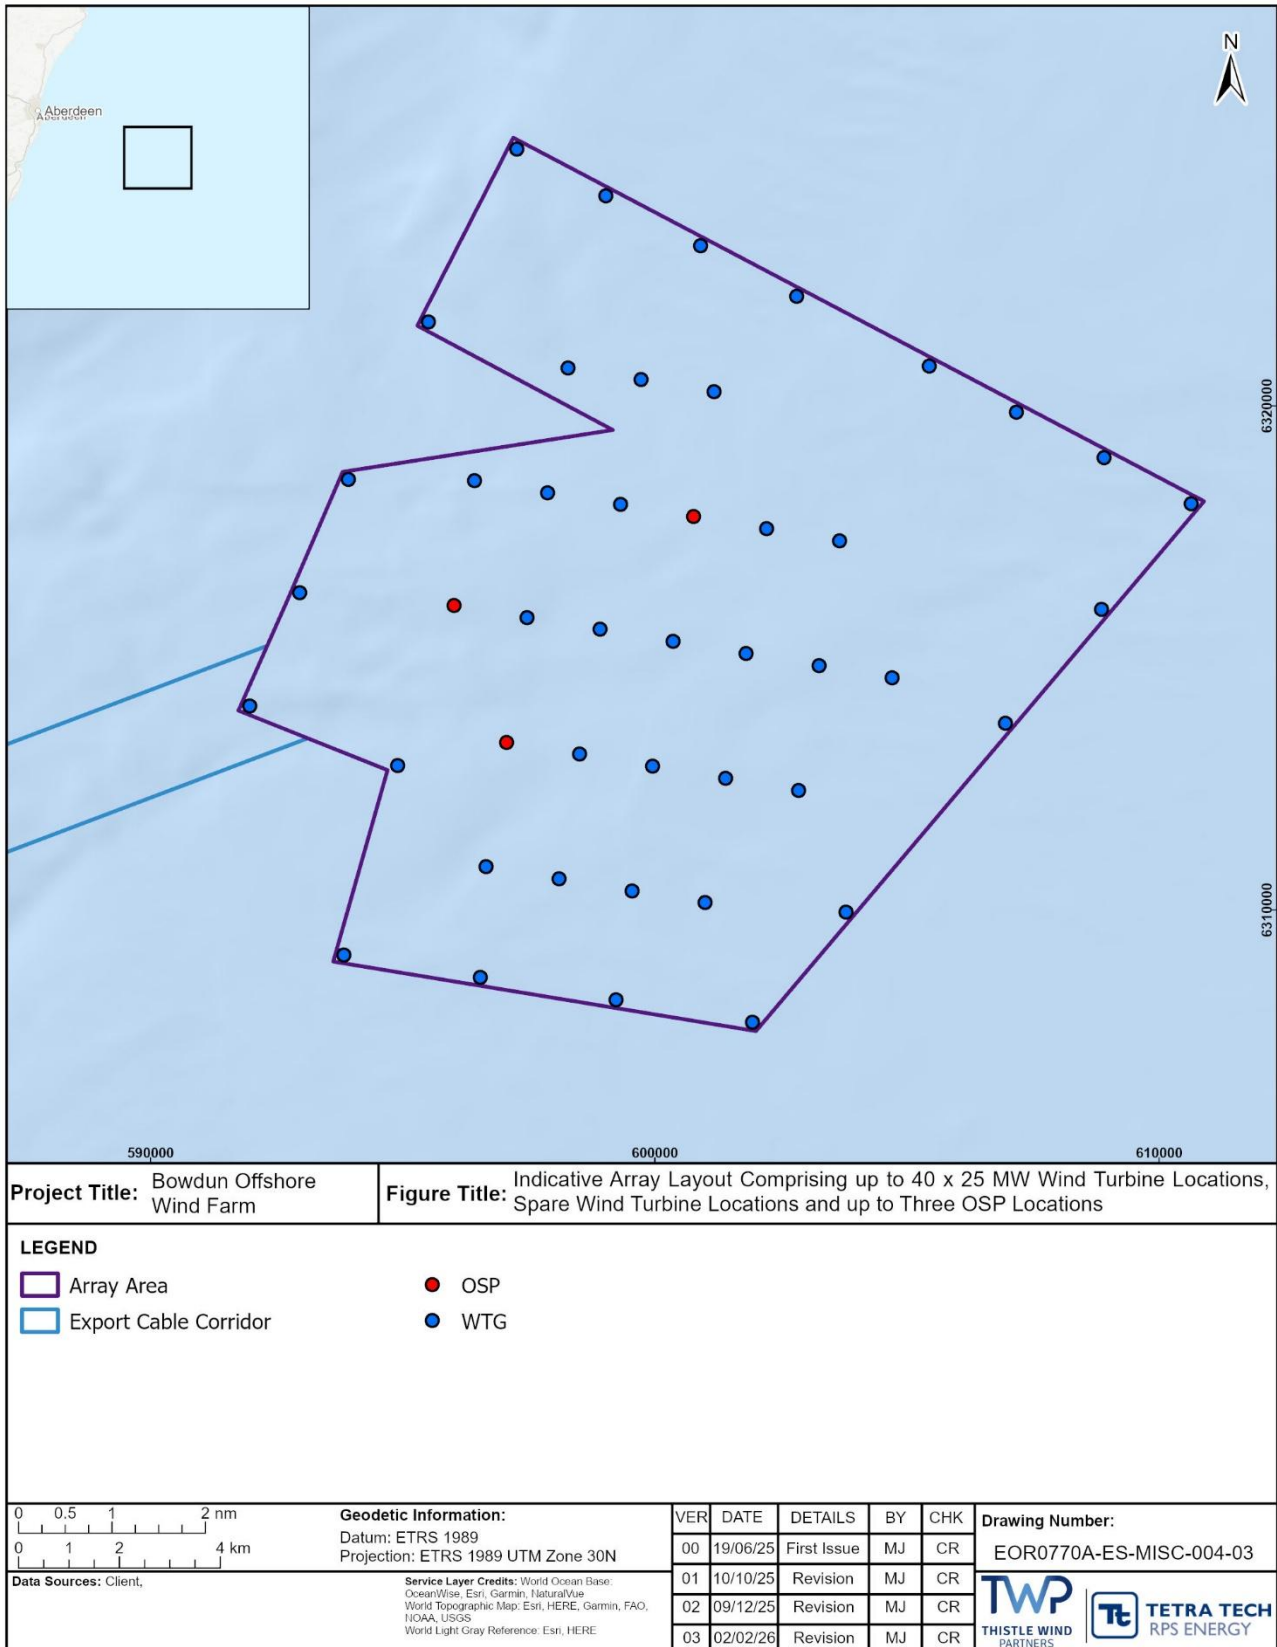 N
Aberdeen
Aberdeen
6320000
6310000
590000
600000
610000
Project Title: Bowdun Offshore
Wind Farm
Figure Title: Indicative Array Layout Comprising up to 40 x 25 MW Wind Turbine Locations,
Spare Wind Turbine Locations and up to Three OSP Locations
LEGEND
Array Area
Export Cable Corridor
OSP
WTG
0 0.5 1 2 nm
0 1 2 4 km
Geodetic Information:
Datum: ETRS 1989
Projection: ETRS 1989 UTM Zone 30N
Data Sources: Client,
Service Layer Credits: World Ocean Base:
OceanWise, Esri, Garmin, NaturalVue
World Topographic Map: Esri, HERE, Garmin, FAO,
NOAA, USGS
World Light Gray Reference: Esri, HERE
VER DATE DETAILS BY CHK
00 19/06/25 First Issue MJ CR
01 10/10/25 Revision MJ CR
02 09/12/25 Revision MJ CR
03 02/02/26 Revision MJ CR
Drawing Number:
EOR0770A-ES-MISC-004-03
TWP
THISTLE WIND
PARTNERS
Tt
TETRA TECH
RPS ENERGY